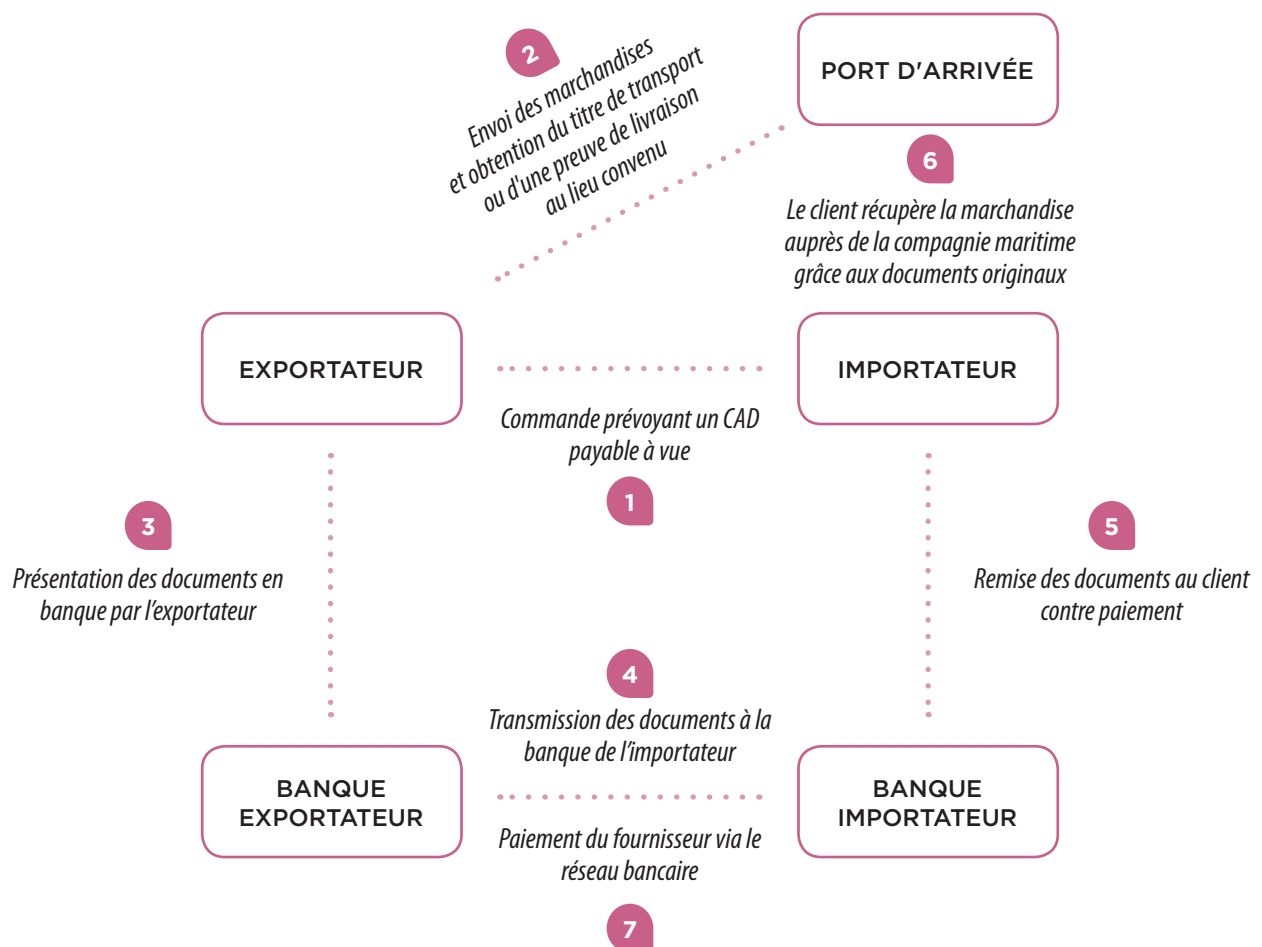 2
Envoi des marchandises
et obtention du titre de transport
ou d'une preuve de livraison
au lieu convenu
PORT D'ARRIVÉE
6
Le client récupère la marchandise
auprès de la compagnie maritime
grâce aux documents originaux
EXPORTATEUR
IMPORTATEUR
Commande prévoyant un CAD
payable à vue
1
3
Présentation des documents en
banque par l’exportateur
5
Remise des documents au client
contre paiement
4
Transmission des documents à la
banque de l’importateur
BANQUE
EXPORTATEUR
BANQUE
IMPORTATEUR
Paiement du fournisseur via le
réseau bancaire
7